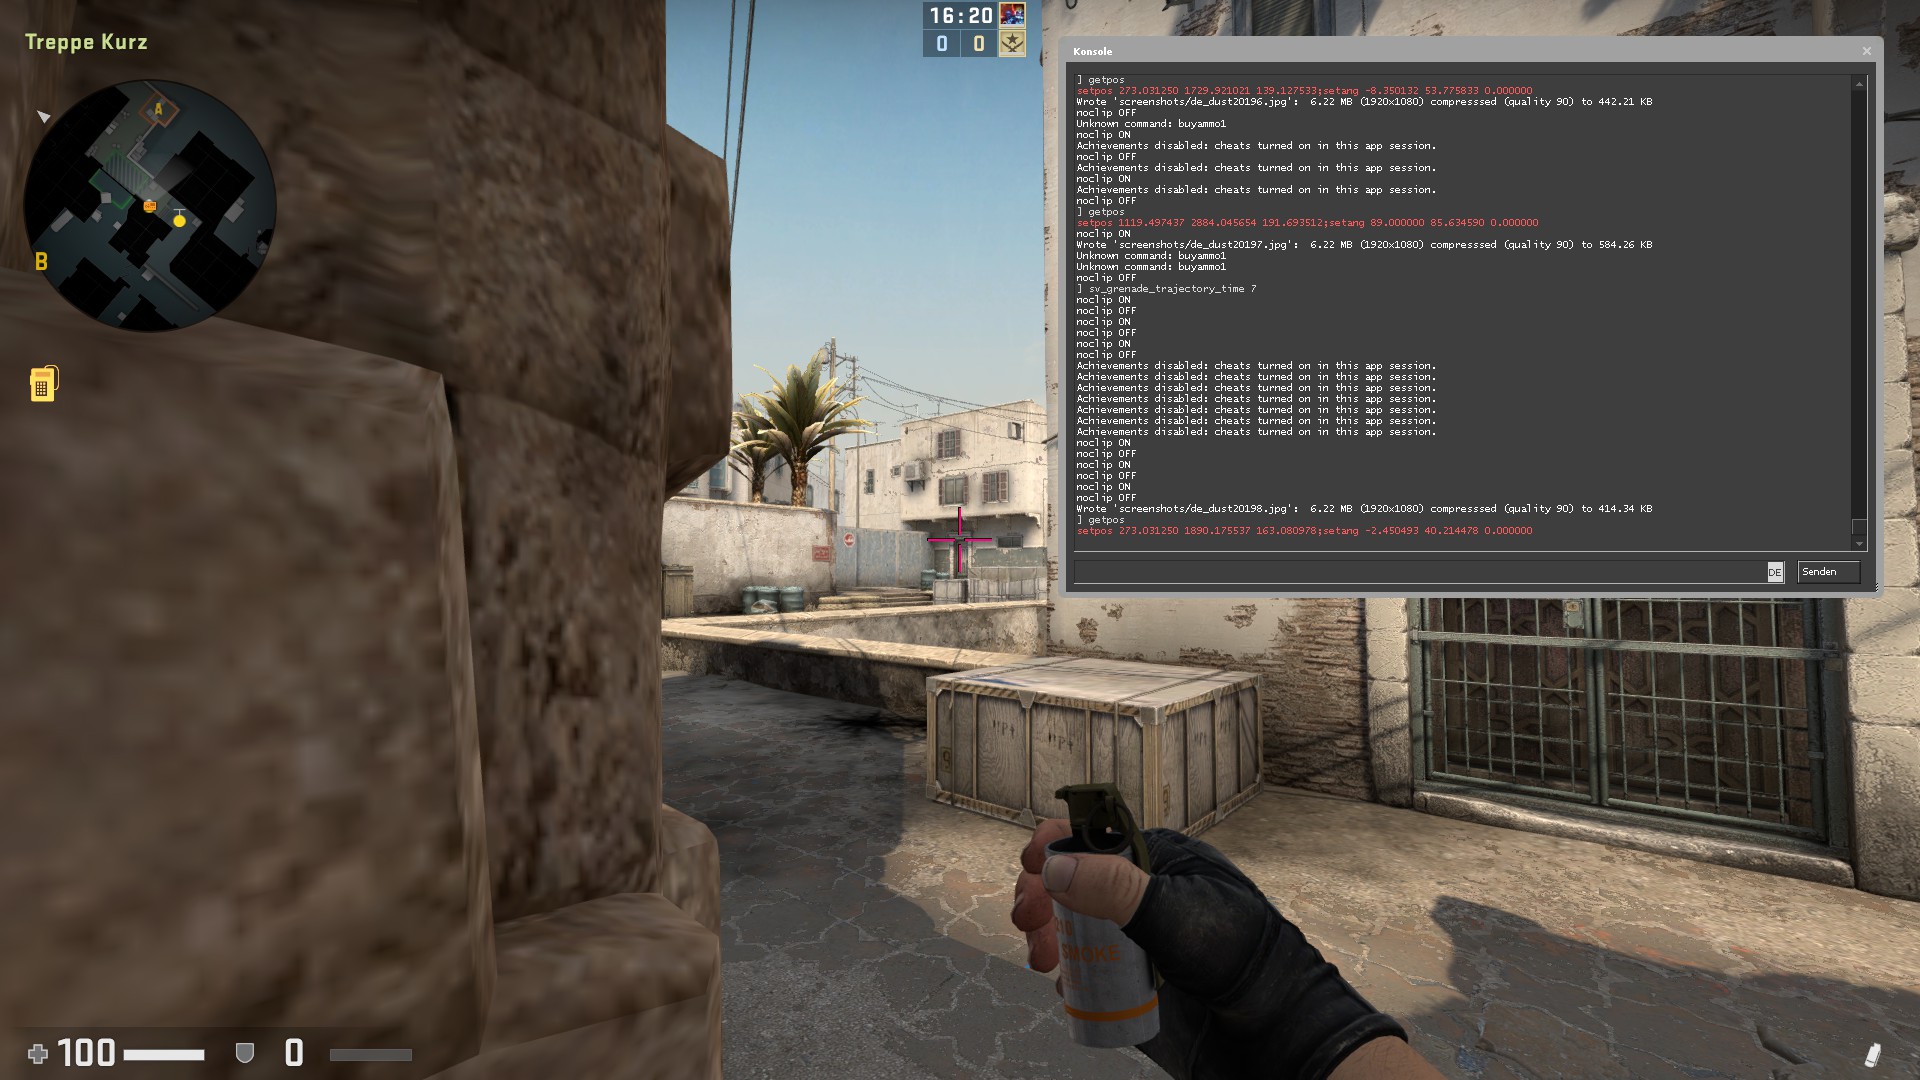 Treppe Kurz
16:20
0 0
A
B
Konsole
] getpos
setpos 273.031250 1729.921021 139.127533;setang -8.350132 53.775833 0.000000
Wrote 'screenshots/de_dust20196.jpg':  6.22 MB (1920x1080) compresssed (quality 90) to 442.21 KB
noclip OFF
Unknown command: buyammo1
noclip ON
Achievements disabled: cheats turned on in this app session.
noclip OFF
Achievements disabled: cheats turned on in this app session.
noclip ON
Achievements disabled: cheats turned on in this app session.
noclip OFF
] getpos
setpos 1119.497437 2884.045654 191.693512;setang 89.000000 85.634590 0.000000
noclip ON
Wrote 'screenshots/de_dust20197.jpg':  6.22 MB (1920x1080) compresssed (quality 90) to 584.26 KB
Unknown command: buyammo1
Unknown command: buyammo1
noclip OFF
] sv_grenade_trajectory_time 7
noclip ON
noclip OFF
noclip ON
noclip OFF
noclip ON
noclip OFF
Achievements disabled: cheats turned on in this app session.
Achievements disabled: cheats turned on in this app session.
Achievements disabled: cheats turned on in this app session.
Achievements disabled: cheats turned on in this app session.
Achievements disabled: cheats turned on in this app session.
Achievements disabled: cheats turned on in this app session.
Achievements disabled: cheats turned on in this app session.
noclip ON
noclip OFF
noclip ON
noclip OFF
noclip ON
noclip OFF
Wrote 'screenshots/de_dust20198.jpg':  6.22 MB (1920x1080) compresssed (quality 90) to 414.34 KB
] getpos
setpos 273.031250 1890.175537 163.080978;setang -2.450493 40.214478 0.000000
DE
Senden
SMOKE
100
0